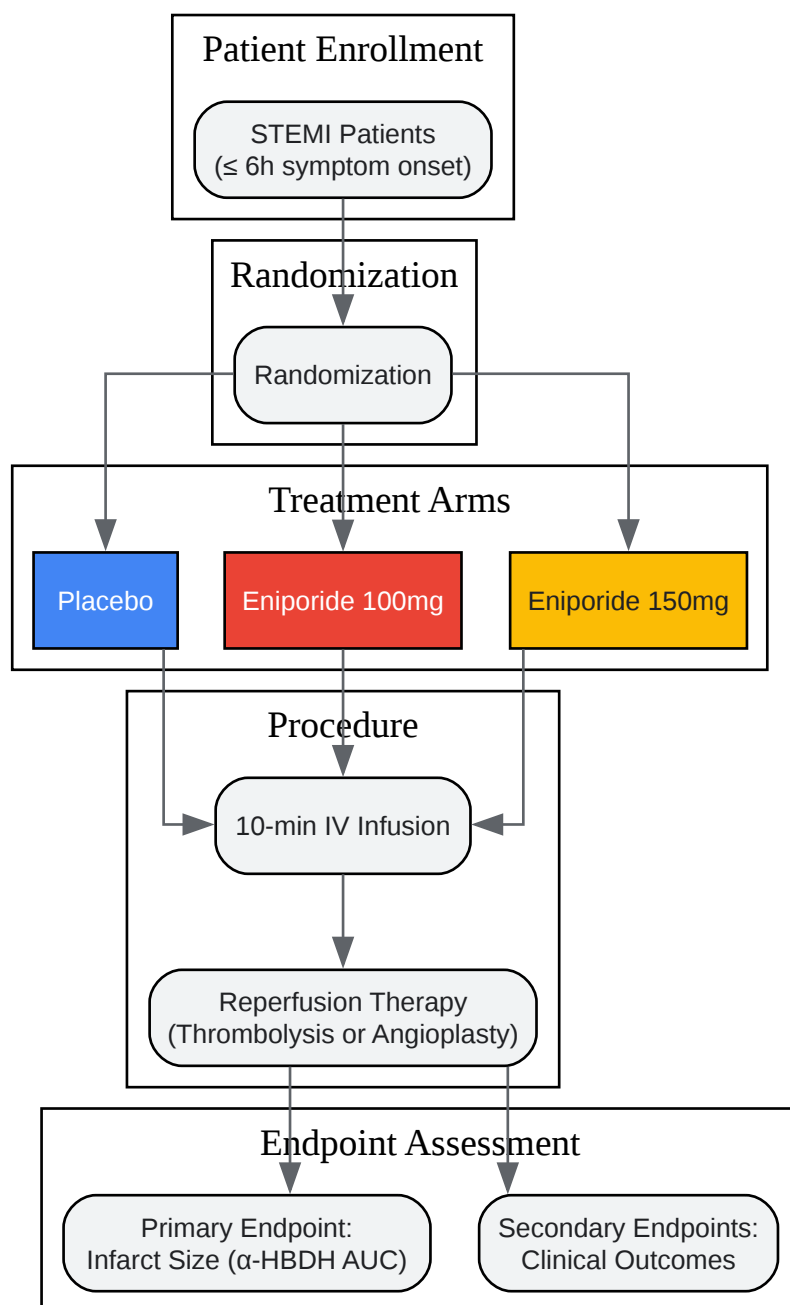 Patient Enrollment
STEMI Patients
(≤ 6h symptom onset)
Randomization
Randomization
Treatment Arms
Placebo
Eniporide 100mg
Eniporide 150mg
Procedure
10-min IV Infusion
Reperfusion Therapy
(Thrombolysis or Angioplasty)
Endpoint Assessment
Primary Endpoint:
Infarct Size (α-HBDH AUC)
Secondary Endpoints:
Clinical Outcomes